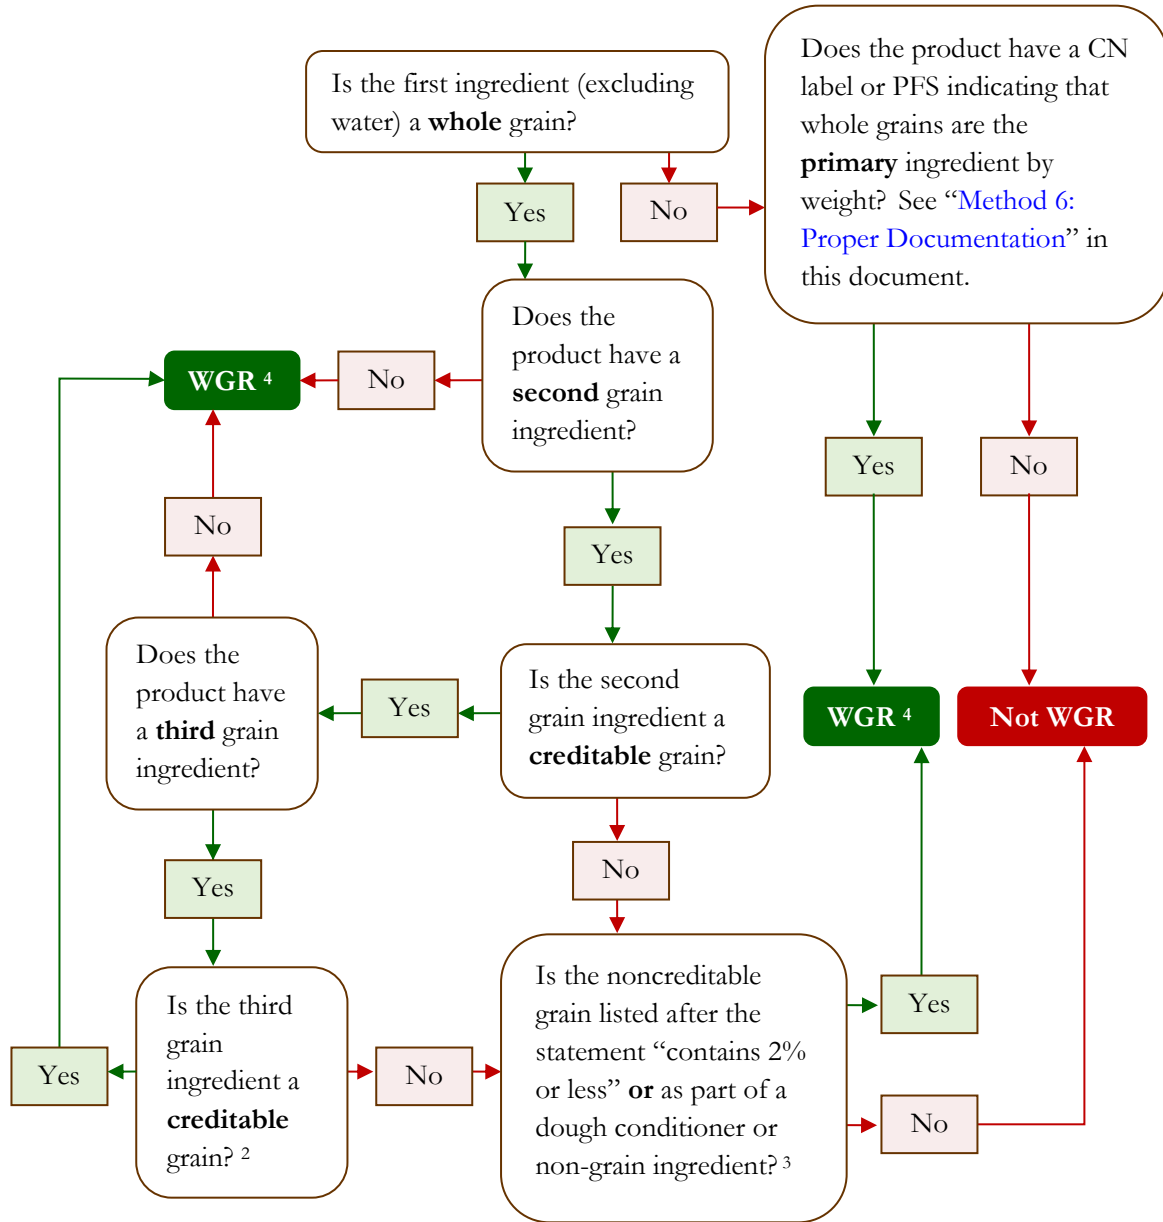 Is the first ingredient (excluding
water) a whole grain?
Does the product have a CN
label or PFS indicating that
whole grains are the
primary ingredient by
weight? See “Method 6:
Proper Documentation” in
this document.
Yes
No
Does the
product have a
second grain
ingredient?
No
WGR 4
Yes
No
No
Yes
Does the
product have
a third grain
ingredient?
Yes
Is the second
grain ingredient a
creditable grain?
WGR 4
Not WGR
Yes
No
Is the third
grain
ingredient a
creditable
grain? 2
Yes
No
Is the noncreditable
grain listed after the
statement “contains 2%
or less” or as part of a
dough conditioner or
non-grain ingredient? 3
Yes
No